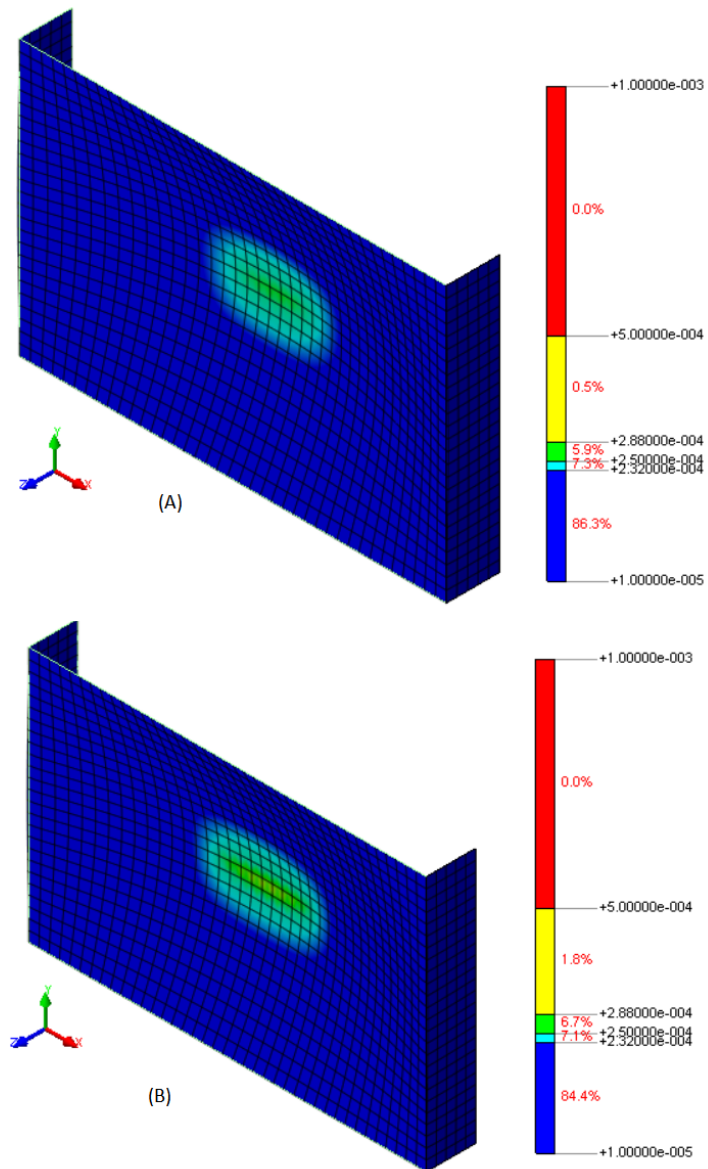 +1.00000e-003
0.0%
+5.00000e-004
0.5%
+2.88000e-004
5.9%
+2.50000e-004
7.3%
+2.32000e-004
86.3%
+1.00000e-005
Y
Z
X
(A)
+1.00000e-003
0.0%
+5.00000e-004
1.8%
+2.88000e-004
6.7%
+2.50000e-004
7.1%
+2.32000e-004
84.4%
+1.00000e-005
Y
Z
X
(B)